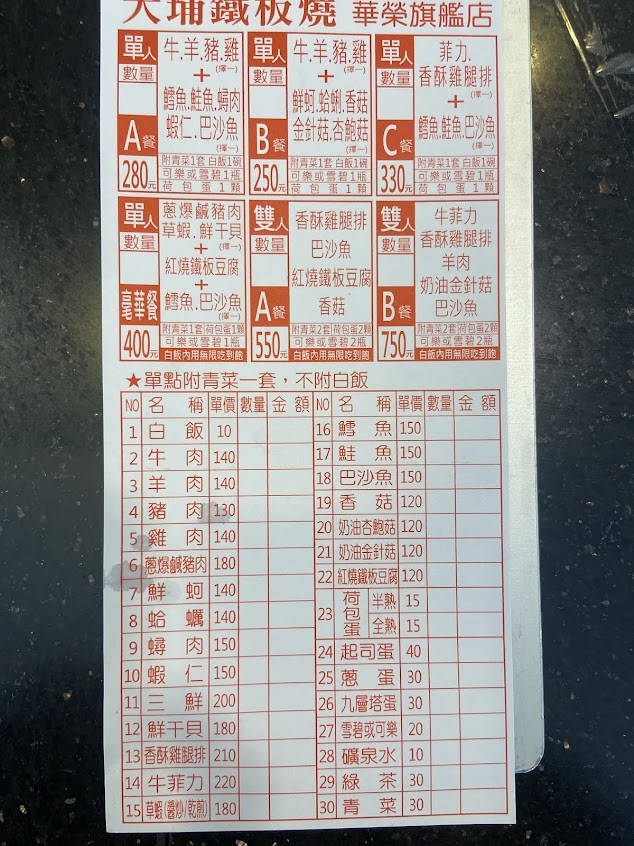 大埔鐵板燒 華榮旗艦店
單人
數量
A餐
280元
牛.羊.豬.雞
(擇一)
+
鱈魚.鮭魚.蟳肉
蝦仁.巴沙魚
(擇一)
附青菜1套 白飯1碗
可樂或雪碧1瓶
荷包蛋1顆
單人
數量
B餐
250元
牛.羊.豬.雞
(擇一)
+
鮮蚵.蛤蜊.香菇
金針菇.杏鮑菇
(擇一)
附青菜1套 白飯1碗
可樂或雪碧1瓶
荷包蛋1顆
單人
數量
C餐
330元
菲力.
香酥雞腿排
(擇一)
+
鱈魚.鮭魚.巴沙魚
(擇一)
附青菜1套 白飯1碗
可樂或雪碧1瓶
荷包蛋1顆
單人
數量
豪華餐
400元
蔥爆鹹豬肉
草蝦.鮮干貝
(擇一)
+
紅燒鐵板豆腐
+
鱈魚.巴沙魚
(擇一)
附青菜1套荷包蛋1顆
可樂或雪碧1瓶
白飯內用無限吃到飽
雙人
數量
A餐
550元
香酥雞腿排
巴沙魚
紅燒鐵板豆腐
香菇
附青菜2套荷包蛋2顆
可樂或雪碧2瓶
白飯內用無限吃到飽
雙人
數量
B餐
750元
牛菲力
香酥雞腿排
羊肉
奶油金針菇
巴沙魚
附青菜2套荷包蛋2顆
可樂或雪碧2瓶
白飯內用無限吃到飽
★單點附青菜一套，不附白飯
NO 名稱 單價 數量 金額
1 白飯 10
2 牛肉 140
3 羊肉 140
4 豬肉 130
5 雞肉 140
6 蔥爆鹹豬肉 180
7 鮮蚵 140
8 蛤蠣 140
9 蟳肉 150
10 蝦仁 150
11 三鮮 200
12 鮮干貝 180
13 香酥雞腿排 210
14 牛菲力 220
15 草蝦(醬炒/乾煎) 180
NO 名稱 單價 數量 金額
16 鱈魚 150
17 鮭魚 150
18 巴沙魚 150
19 香菇 120
20 奶油杏鮑菇 120
21 奶油金針菇 120
22 紅燒鐵板豆腐 120
23 荷包蛋 半熟 15
全熟 15
24 起司蛋 40
25 蔥蛋 30
26 九層塔蛋 30
27 雪碧或可樂 20
28 礦泉水 10
29 綠茶 30
30 青菜 30